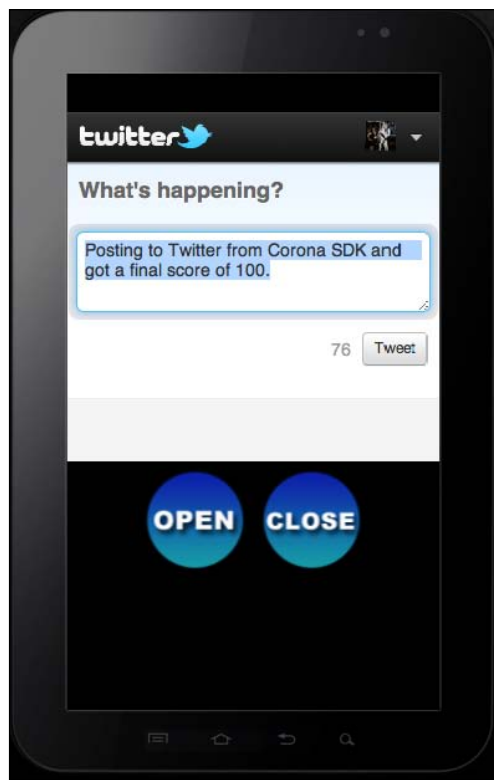 twitter
What's happening?
Posting to Twitter from Corona SDK and
got a final score of 100.
76 Tweet
OPEN CLOSE